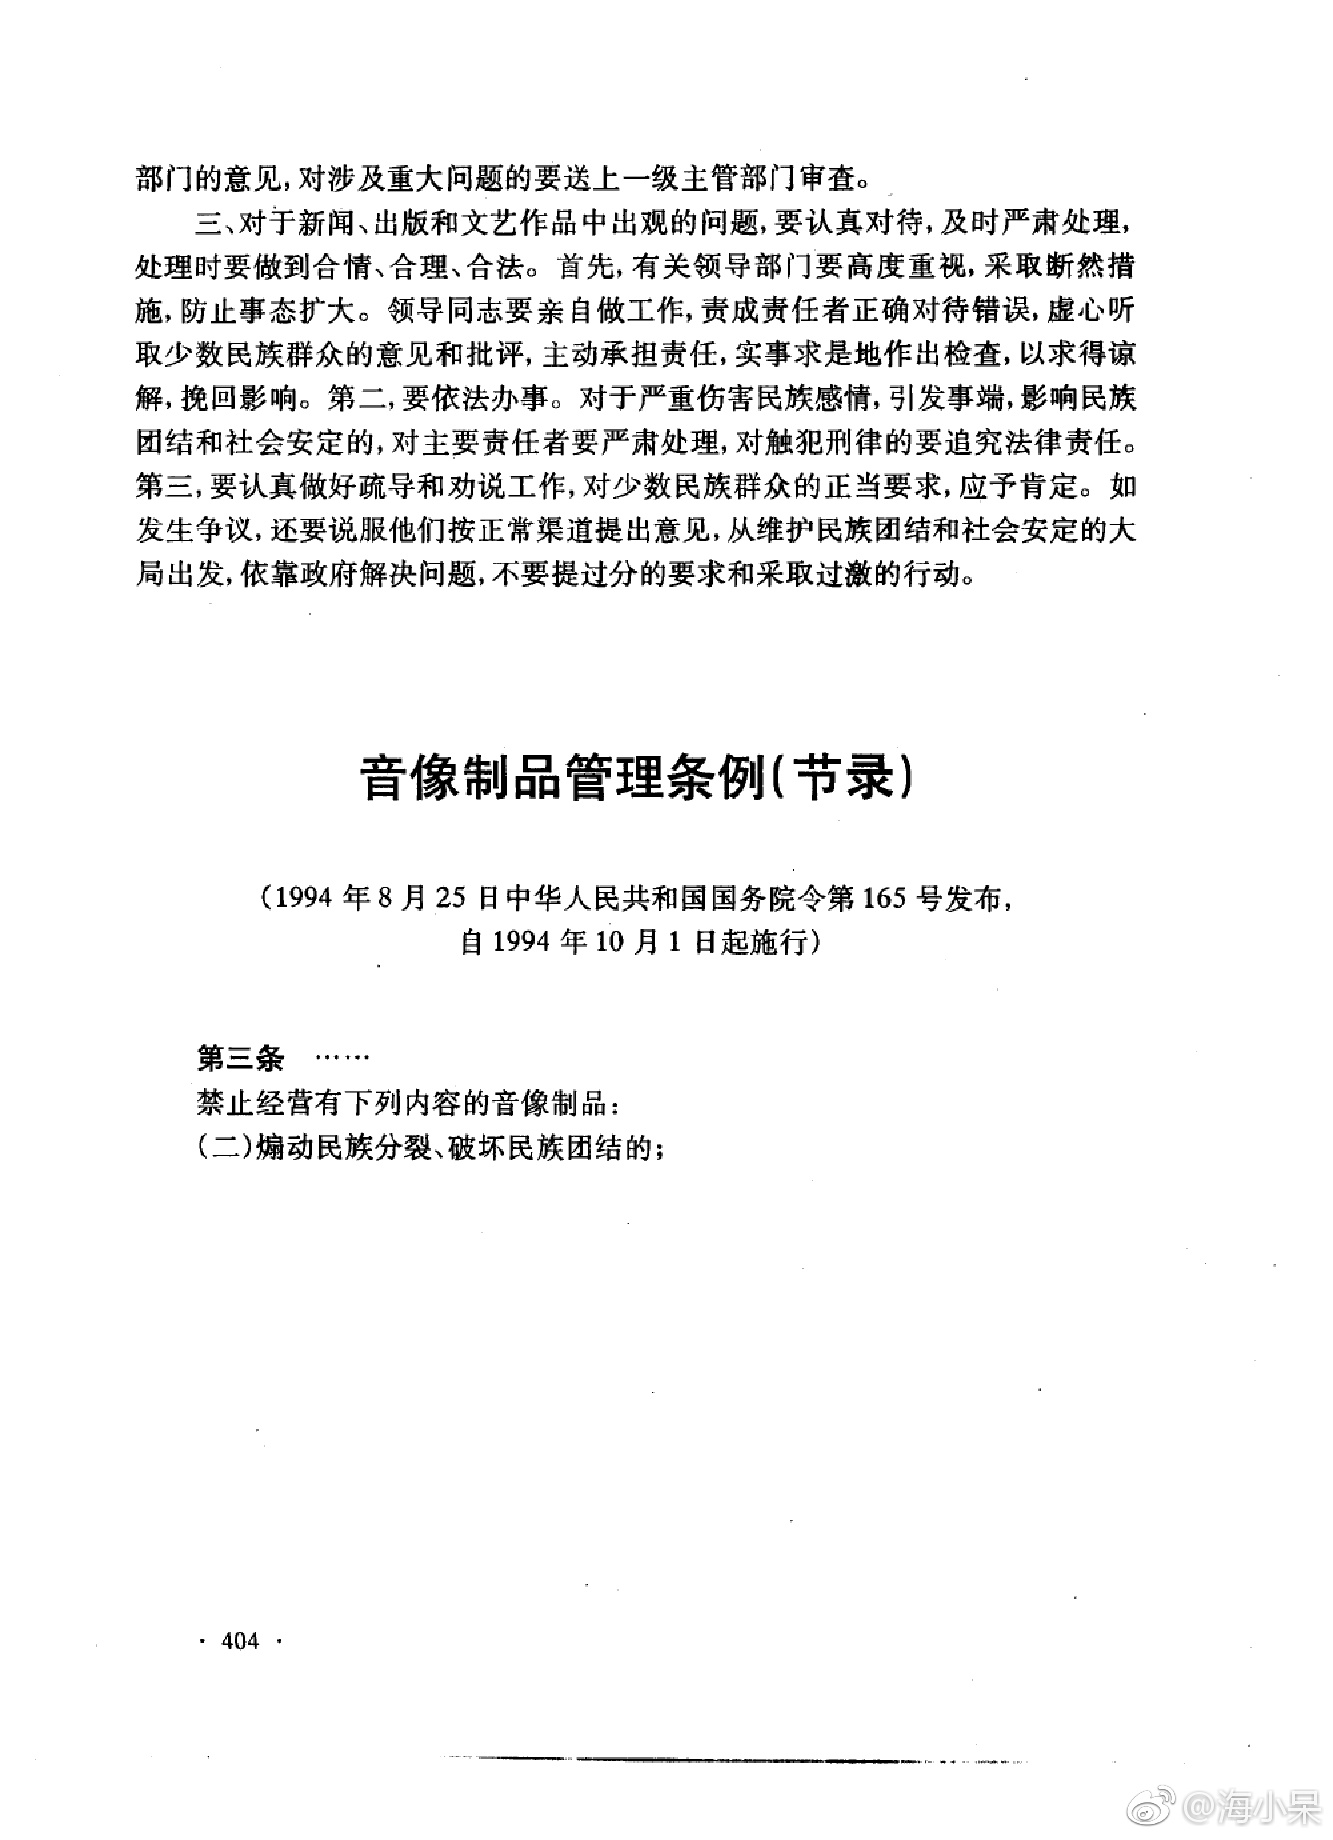 部门的意见,对涉及重大问题的要送上一级主管部门审查。
三、对于新闻、出版和文艺作品中出观的问题,要认真对待,及时严肃处理,
处理时要做到合情、合理、合法。首先,有关领导部门要高度重视,采取断然措
施,防止事态扩大。领导同志要亲自做工作,责成责任者正确对待错误,虚心听
取少数民族群众的意见和批评,主动承担责任,实事求是地作出检查,以求得谅
解,挽回影响。第二,要依法办事。对于严重伤害民族感情,引发事端,影响民族
团结和社会安定的,对主要责任者要严肃处理,对触犯刑律的要追究法律责任。
第三,要认真做好疏导和劝说工作,对少数民族群众的正当要求,应予肯定。如
发生争议,还要说服他们按正常渠道提出意见,从维护民族团结和社会安定的大
局出发,依靠政府解决问题,不要提过分的要求和采取过激的行动。
音像制品管理条例(节录)
(1994年8月25日中华人民共和国国务院令第165号发布,
自1994年10月1日起施行)
第三条 ……
禁止经营有下列内容的音像制品:
(二)煽动民族分裂、破坏民族团结的;
· 404 ·
@海小呆